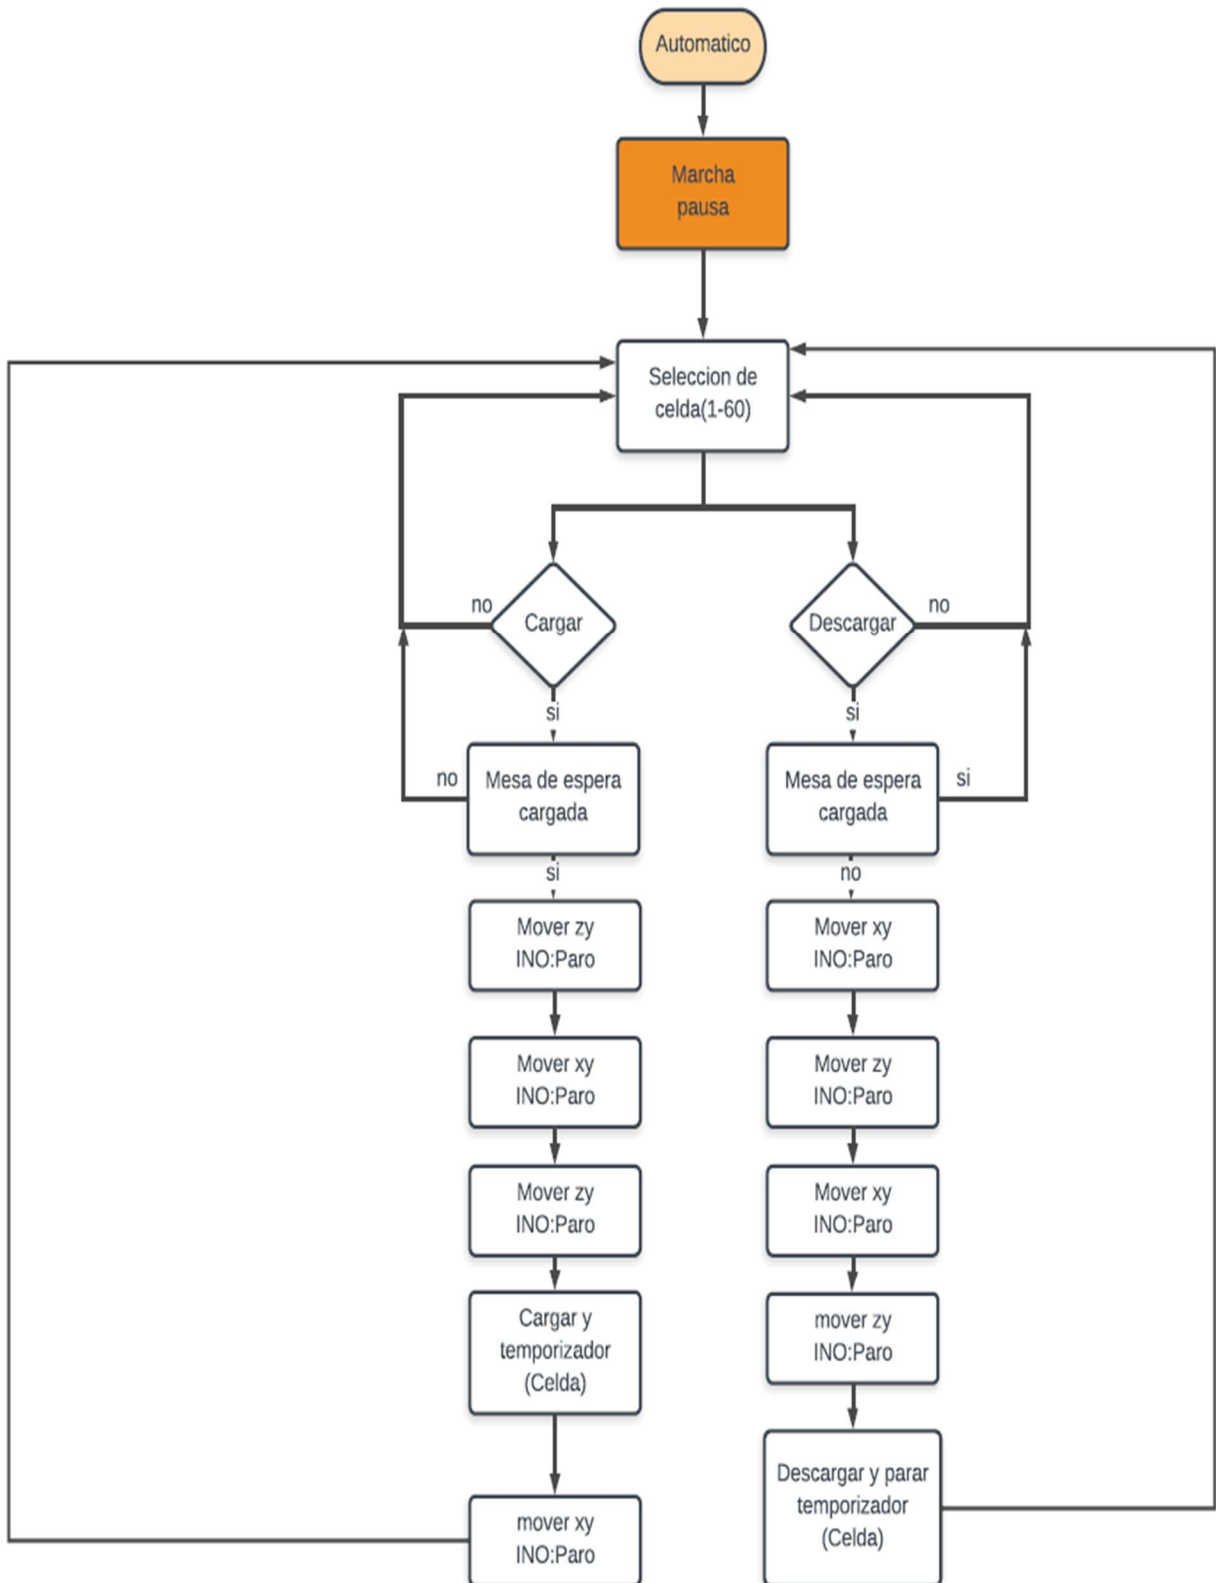 Automatico
Marcha
pausa
Seleccion de
celda(1-60)
no
Cargar
Descargar
no
si
si
no
Mesa de espera
cargada
Mesa de espera
cargada
si
si
no
Mover zy
INO:Paro
Mover xy
INO:Paro
Mover xy
INO:Paro
Mover zy
INO:Paro
Mover zy
INO:Paro
Mover xy
INO:Paro
Cargar y
temporizador
(Celda)
mover zy
INO:Paro
Descargar y parar
temporizador
(Celda)
mover xy
INO:Paro